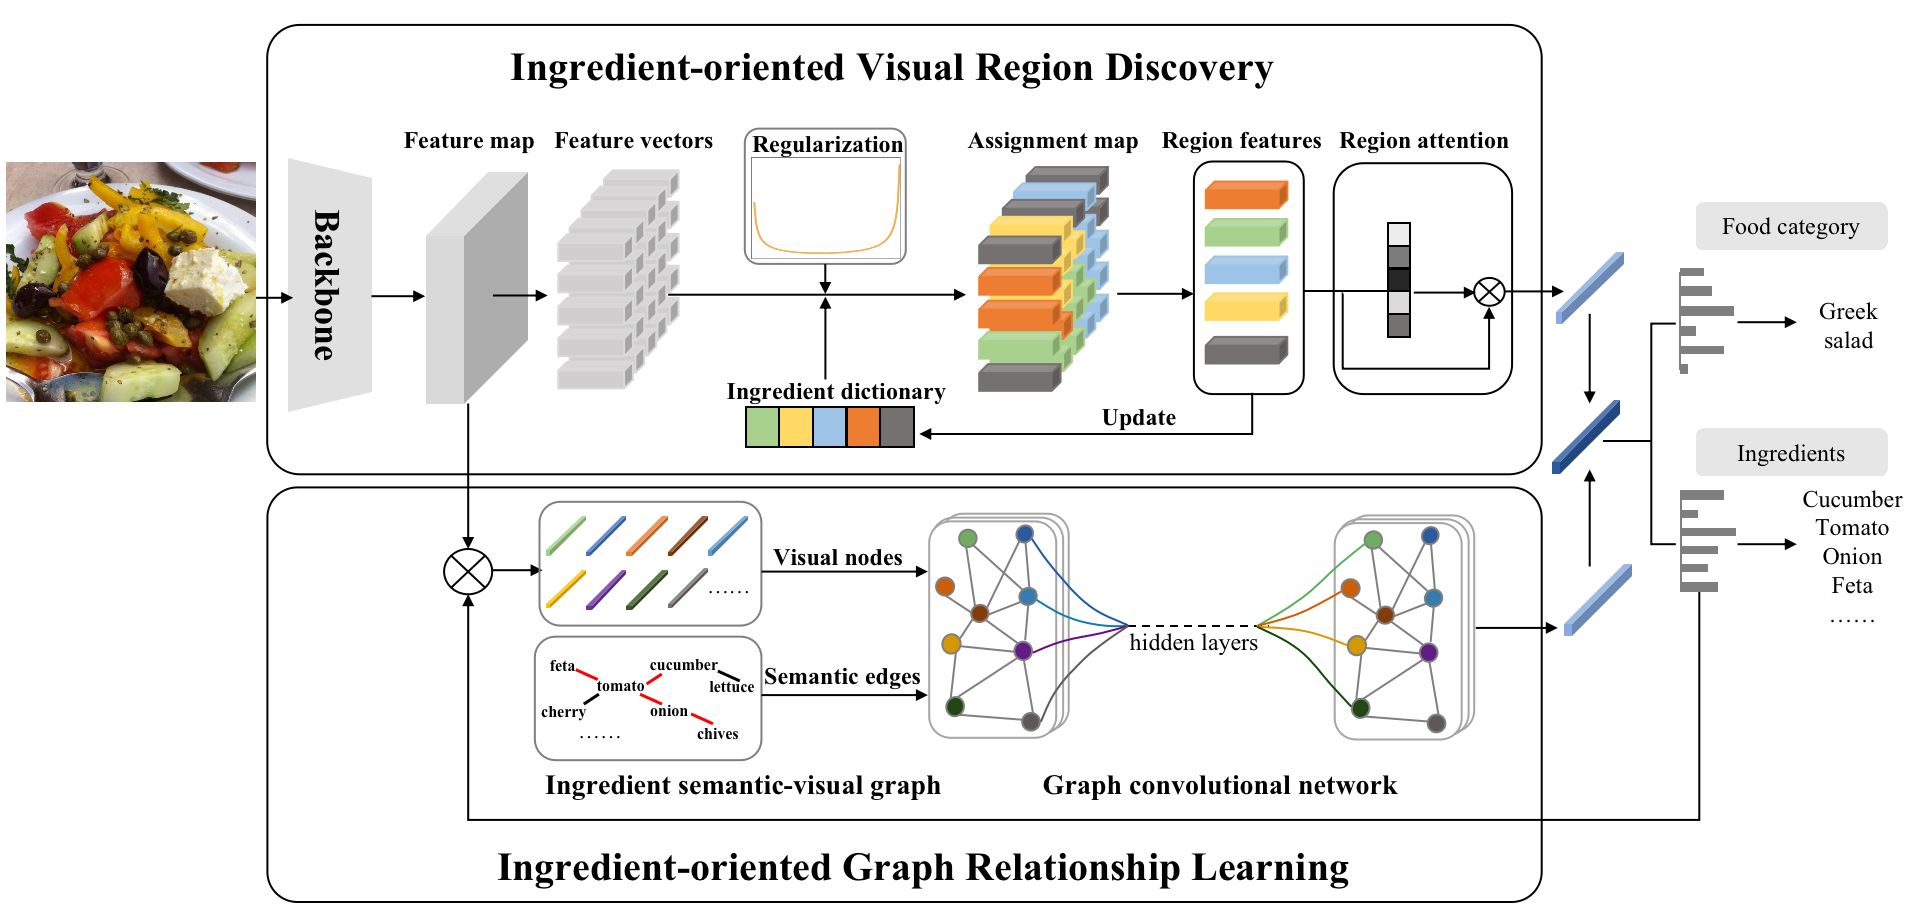 Ingredient-oriented Visual Region Discovery
Backbone
Feature map
Feature vectors
Regularization
Assignment map
Region features
Region attention
Ingredient dictionary
Update
Food category
Greek
salad
Ingredients
Cucumber
Tomato
Onion
Feta
......
......
Visual nodes
feta
cucumber
tomato
lettuce
cherry
onion
......
chives
Semantic edges
hidden layers
Ingredient semantic-visual graph
Graph convolutional network
Ingredient-oriented Graph Relationship Learning